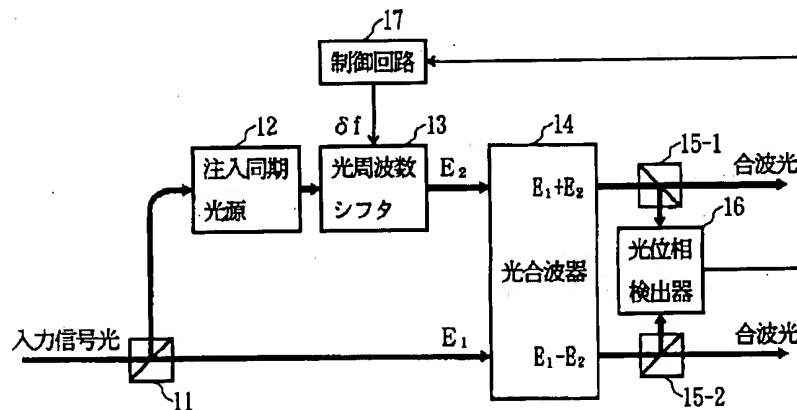 17
制御回路
δf
12
13
14
15-1
注入同期
光源
光周波数
シフタ
E₂
E₁+E₂
合波光
16
光合波器
光位相
検出器
入力信号光
E₁
E₁-E₂
合波光
11
15-2